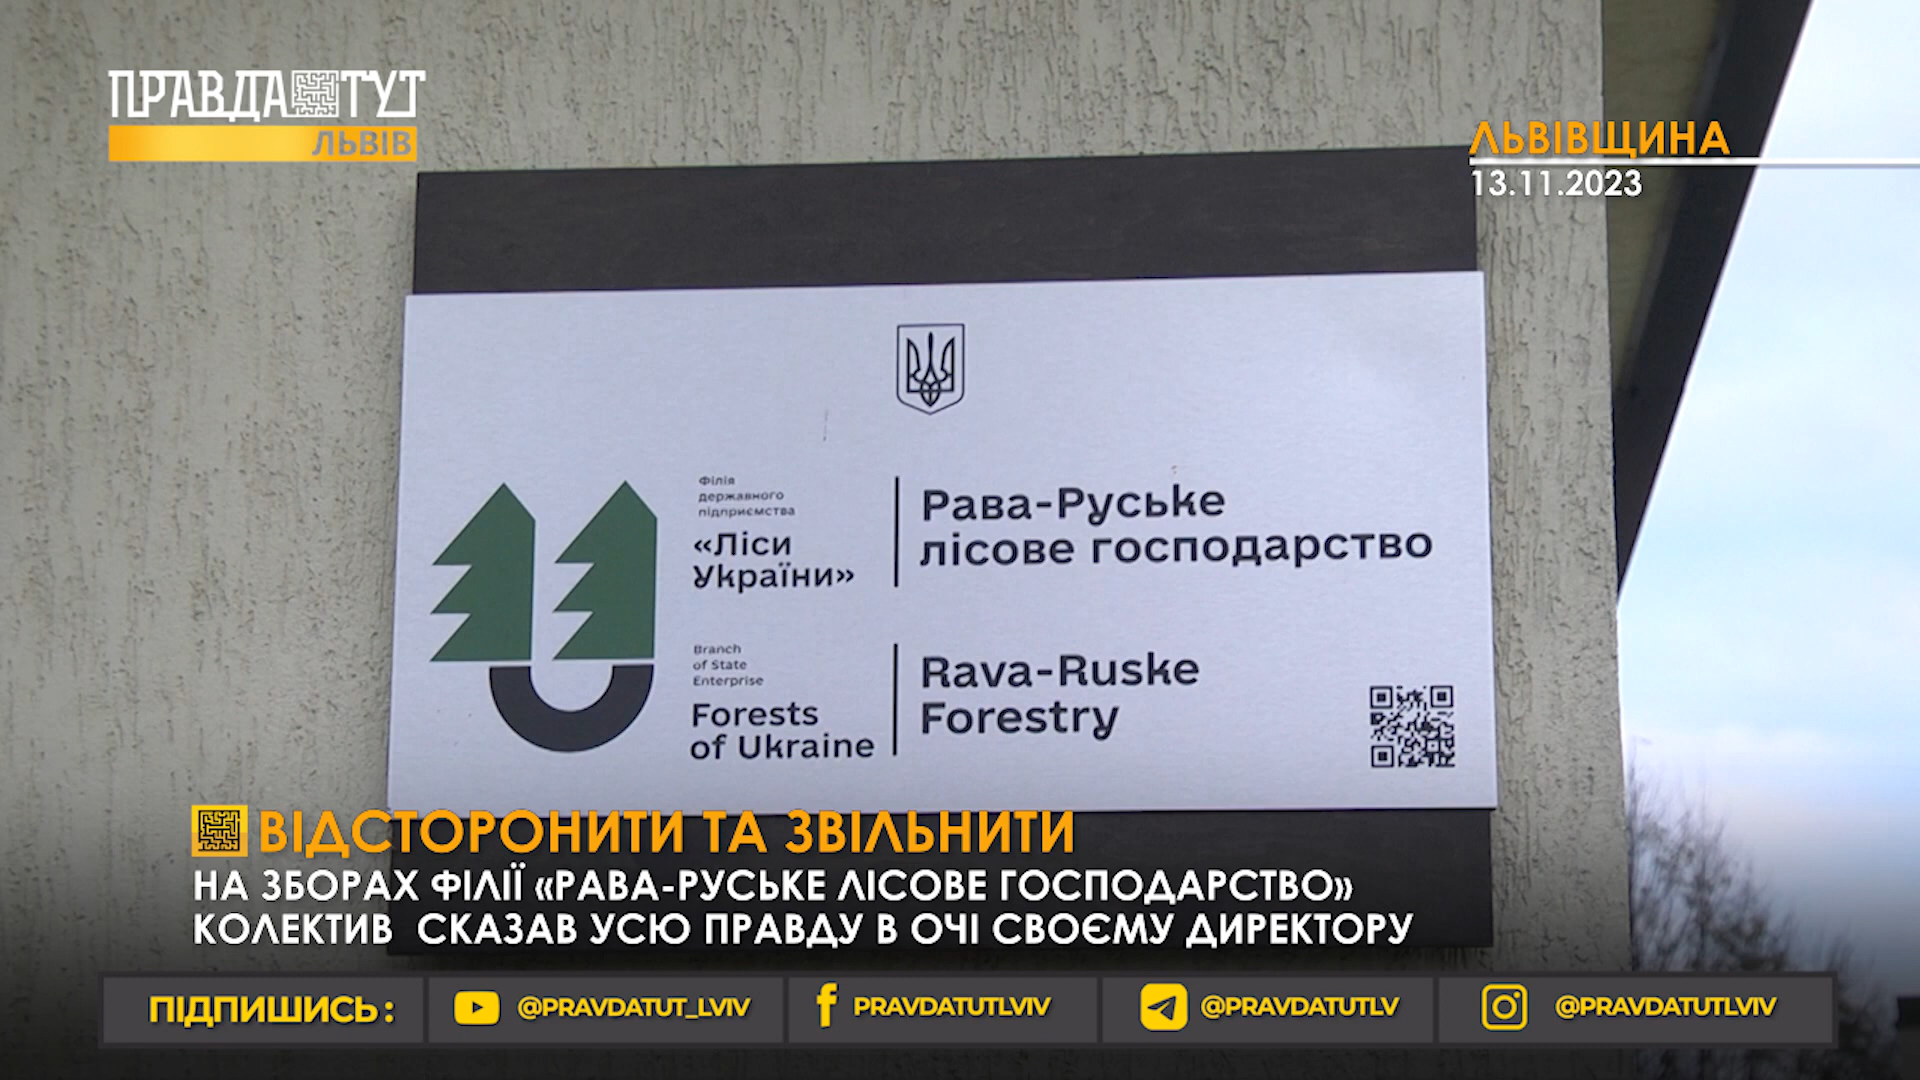 ПРАВДА ТУТ
ЛЬВІВ
ЛЬВІВЩИНА
13.11.2023
Філія
державного
підприємства
«Ліси
України»
Рава-Руське
лісове господарство
Branch
of State
Enterprise
Forests
of Ukraine
Rava-Ruske
Forestry
ВІДСТОРОНИТИ ТА ЗВІЛЬНИТИ
НА ЗБОРАХ ФІЛІЇ «РАВА-РУСЬКЕ ЛІСОВЕ ГОСПОДАРСТВО»
КОЛЕКТИВ СКАЗАВ УСЮ ПРАВДУ В ОЧІ СВОЄМУ ДИРЕКТОРУ
ПІДПИШИСЬ: @PRAVDATUT_LVIV PRAVDATUTLVIV @PRAVDATUTLV @PRAVDATUTLVIV